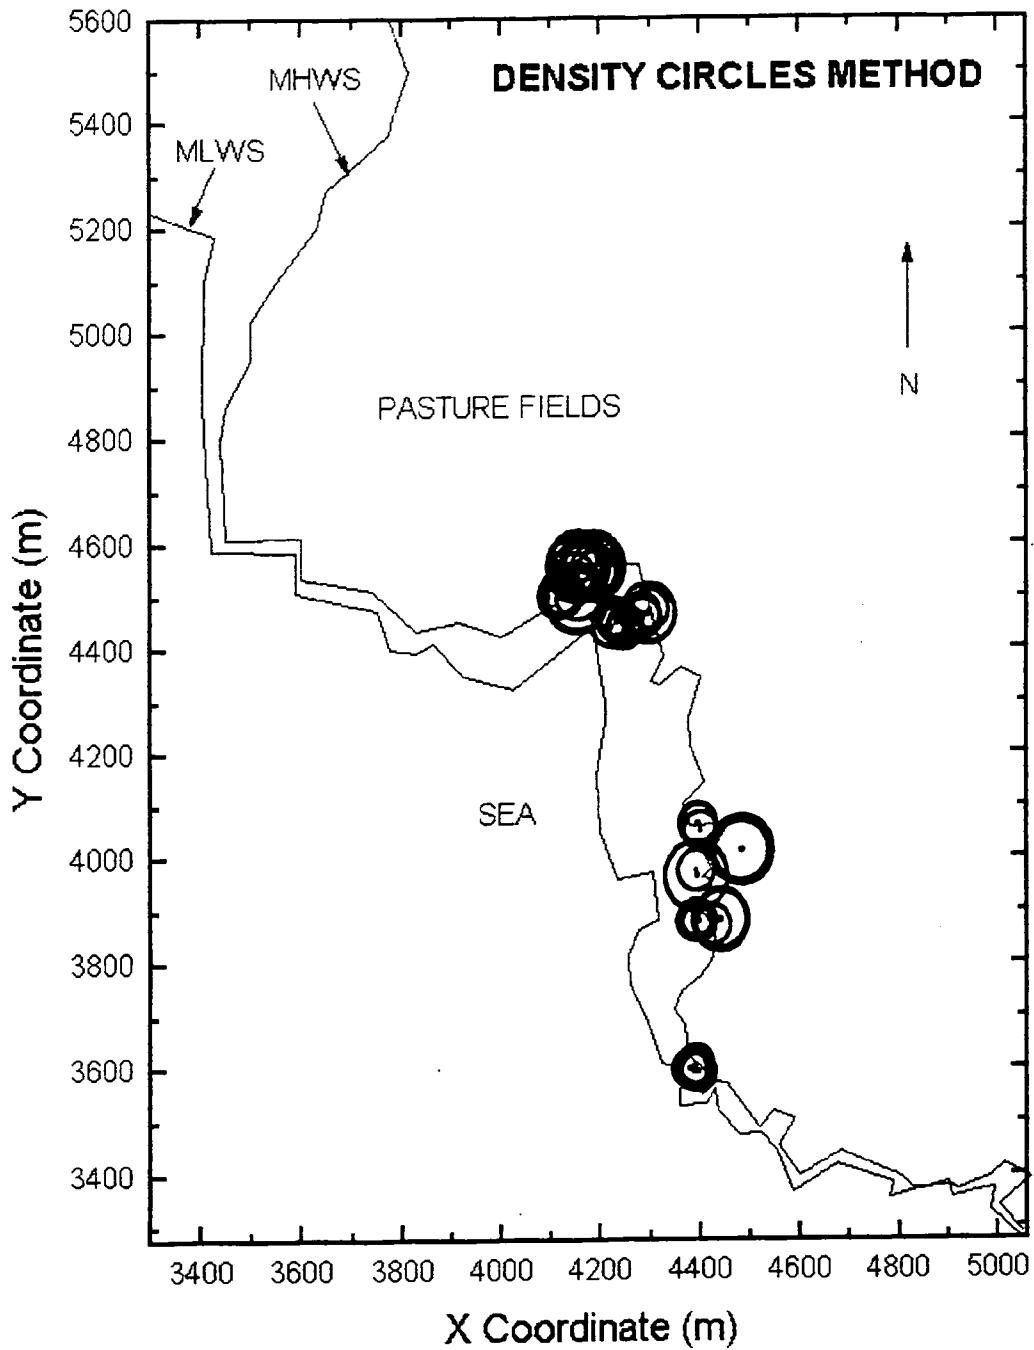 DENSITY CIRCLES METHOD
MHWS
MLWS
N
PASTURE FIELDS
SEA
5600
5400
5200
5000
4800
4600
4400
4200
4000
3800
3600
3400
Y Coordinate (m)
3400 3600 3800 4000 4200 4400 4600 4800 5000
X Coordinate (m)